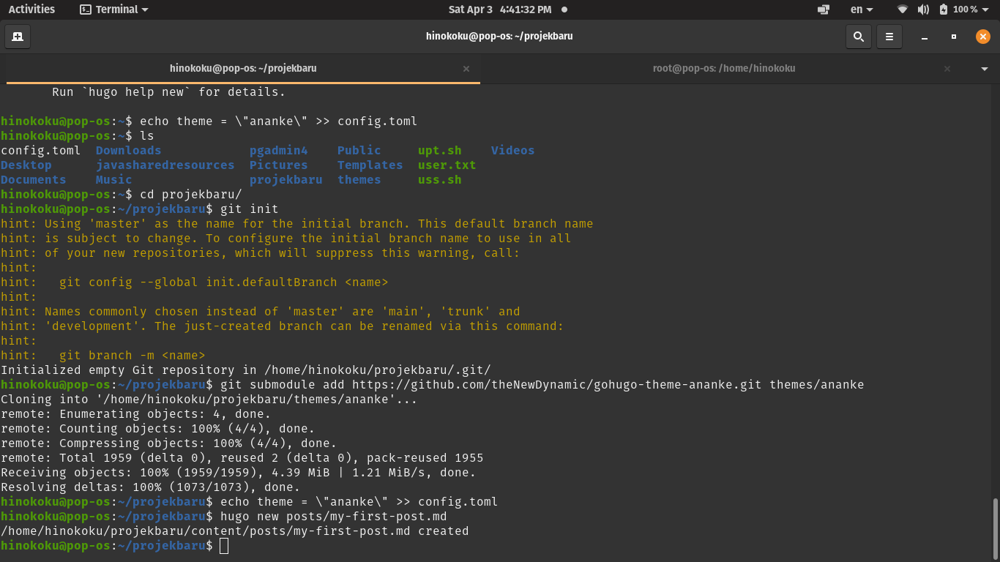 Activities Terminal Sat Apr 3 4:41:32 PM en 100 %
hinokoku@pop-os: ~/projekbaru
hinokoku@pop-os: ~/projekbaru × root@pop-os: /home/hinokoku ×
Run `hugo help new` for details.
hinokoku@pop-os:~$ echo theme = \"ananke\" >> config.toml
hinokoku@pop-os:~$ ls
config.toml Downloads pgadmin4 Public upt.sh Videos
Desktop javasharedresources Pictures Templates user.txt
Documents Music projekbaru themes uss.sh
hinokoku@pop-os:~$ cd projekbaru/
hinokoku@pop-os:~/projekbaru$ git init
hint: Using 'master' as the name for the initial branch. This default branch name
hint: is subject to change. To configure the initial branch name to use in all
hint: of your new repositories, which will suppress this warning, call:
hint:
hint: git config --global init.defaultBranch <name>
hint:
hint: Names commonly chosen instead of 'master' are 'main', 'trunk' and
hint: 'development'. The just-created branch can be renamed via this command:
hint:
hint: git branch -m <name>
Initialized empty Git repository in /home/hinokoku/projekbaru/.git/
hinokoku@pop-os:~/projekbaru$ git submodule add https://github.com/theNewDynamic/gohugo-theme-ananke.git themes/ananke
Cloning into '/home/hinokoku/projekbaru/themes/ananke'...
remote: Enumerating objects: 4, done.
remote: Counting objects: 100% (4/4), done.
remote: Compressing objects: 100% (4/4), done.
remote: Total 1959 (delta 0), reused 2 (delta 0), pack-reused 1955
Receiving objects: 100% (1959/1959), 4.39 MiB | 1.21 MiB/s, done.
Resolving deltas: 100% (1073/1073), done.
hinokoku@pop-os:~/projekbaru$ echo theme = \"ananke\" >> config.toml
hinokoku@pop-os:~/projekbaru$ hugo new posts/my-first-post.md
/home/hinokoku/projekbaru/content/posts/my-first-post.md created
hinokoku@pop-os:~/projekbaru$